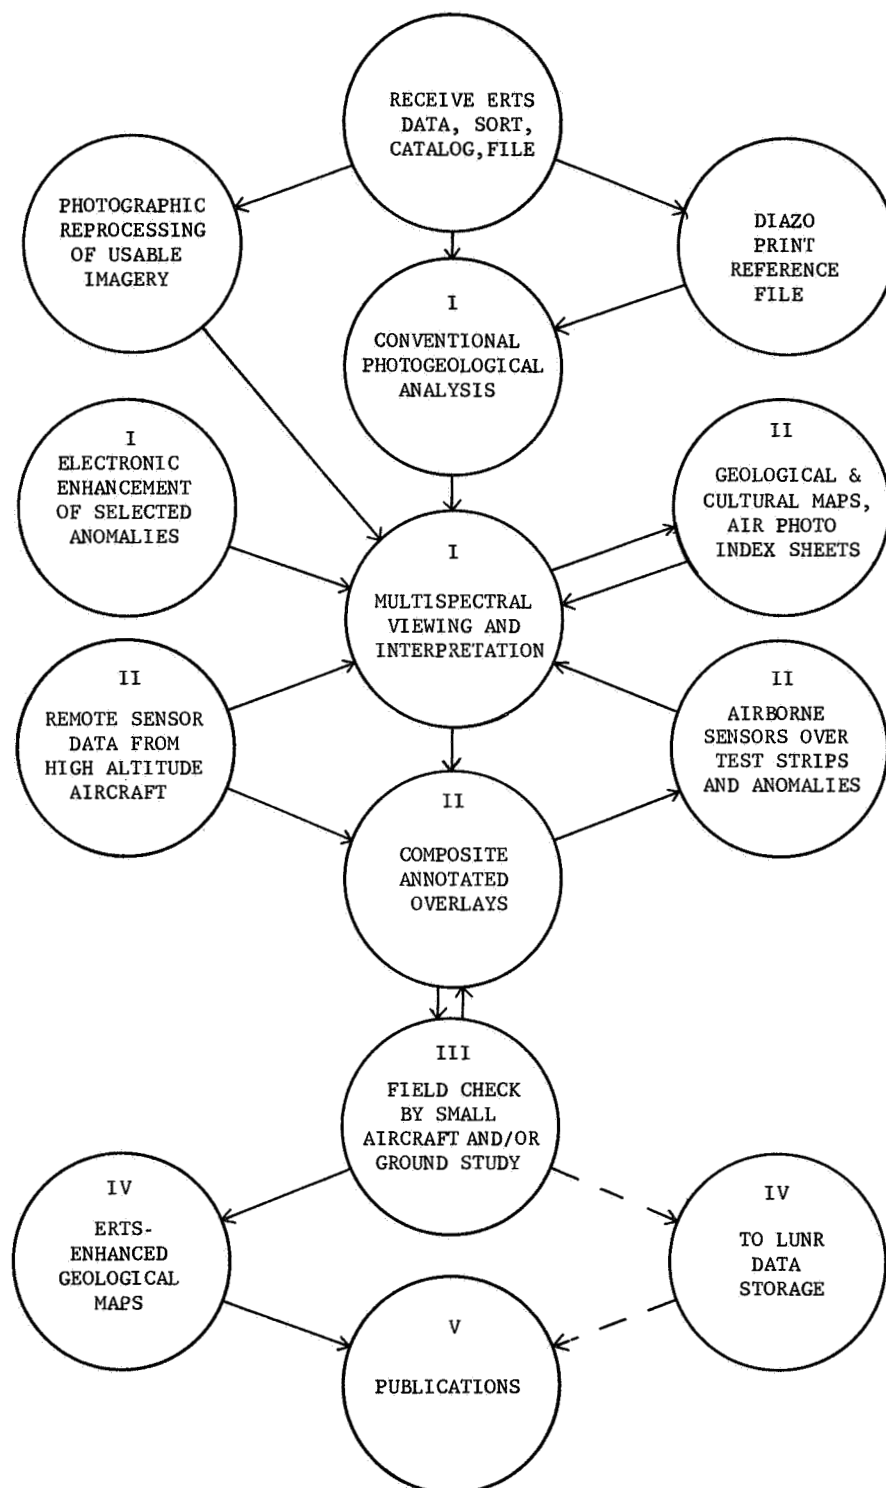 RECEIVE ERTS
DATA, SORT,
CATALOG, FILE
PHOTOGRAPHIC
REPROCESSING
OF USABLE
IMAGERY
DIAZO
PRINT
REFERENCE
FILE
I
CONVENTIONAL
PHOTOGEOLOGICAL
ANALYSIS
I
ELECTRONIC
ENHANCEMENT
OF SELECTED
ANOMALIES
II
GEOLOGICAL &
CULTURAL MAPS,
AIR PHOTO
INDEX SHEETS
I
MULTISPECTRAL
VIEWING AND
INTERPRETATION
II
REMOTE SENSOR
DATA FROM
HIGH ALTITUDE
AIRCRAFT
II
AIRBORNE
SENSORS OVER
TEST STRIPS
AND ANOMALIES
II
COMPOSITE
ANNOTATED
OVERLAYS
III
FIELD CHECK
BY SMALL
AIRCRAFT AND/OR
GROUND STUDY
IV
ERTS-
ENHANCED
GEOLOGICAL
MAPS
IV
TO LUNR
DATA
STORAGE
V
PUBLICATIONS